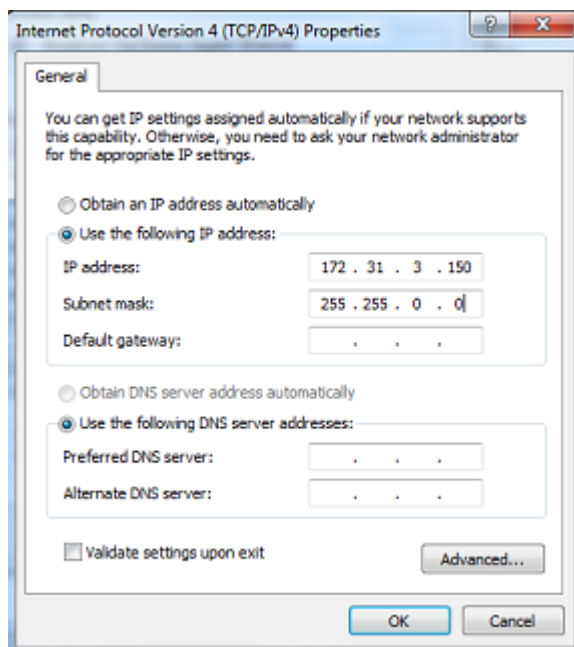 Internet Protocol Version 4 (TCP/IPv4) Properties
General
You can get IP settings assigned automatically if your network supports
this capability. Otherwise, you need to ask your network administrator
for the appropriate IP settings.
Obtain an IP address automatically
Use the following IP address:
IP address: 172 . 31 . 3 . 150
Subnet mask: 255 . 255 . 0 . 0
Default gateway: . . .
Obtain DNS server address automatically
Use the following DNS server addresses:
Preferred DNS server: . . .
Alternate DNS server: . . .
Validate settings upon exit
Advanced...
OK Cancel